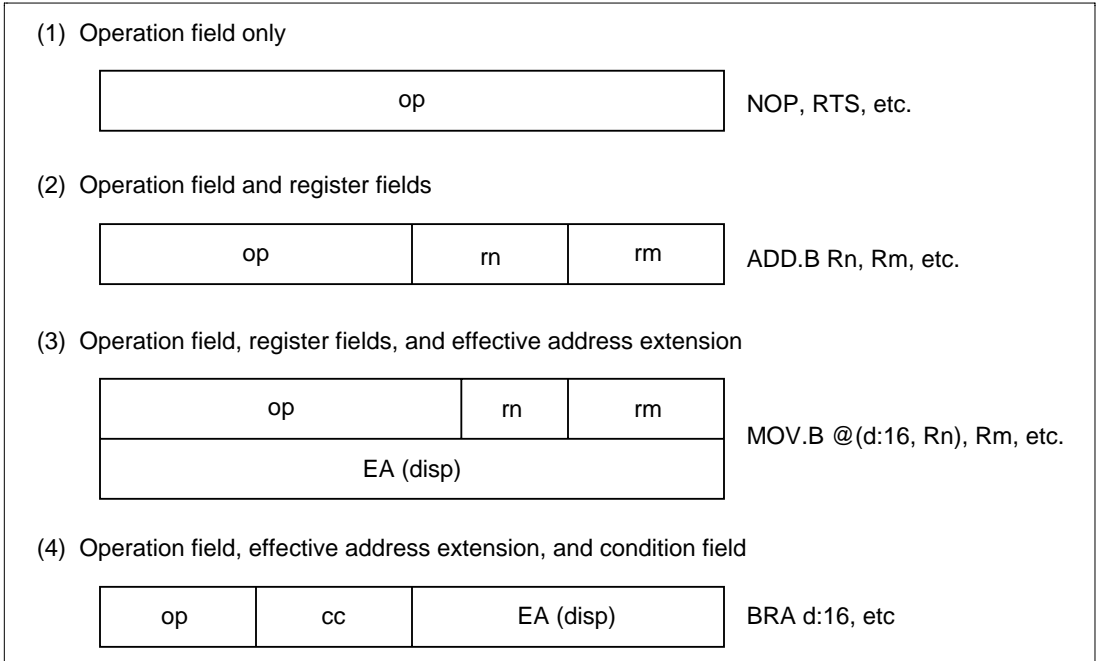 (1) Operation field only
op
NOP, RTS, etc.
(2) Operation field and register fields
op rn rm
ADD.B Rn, Rm, etc.
(3) Operation field, register fields, and effective address extension
op rn rm
EA (disp)
MOV.B @(d:16, Rn), Rm, etc.
(4) Operation field, effective address extension, and condition field
op cc EA (disp)
BRA d:16, etc